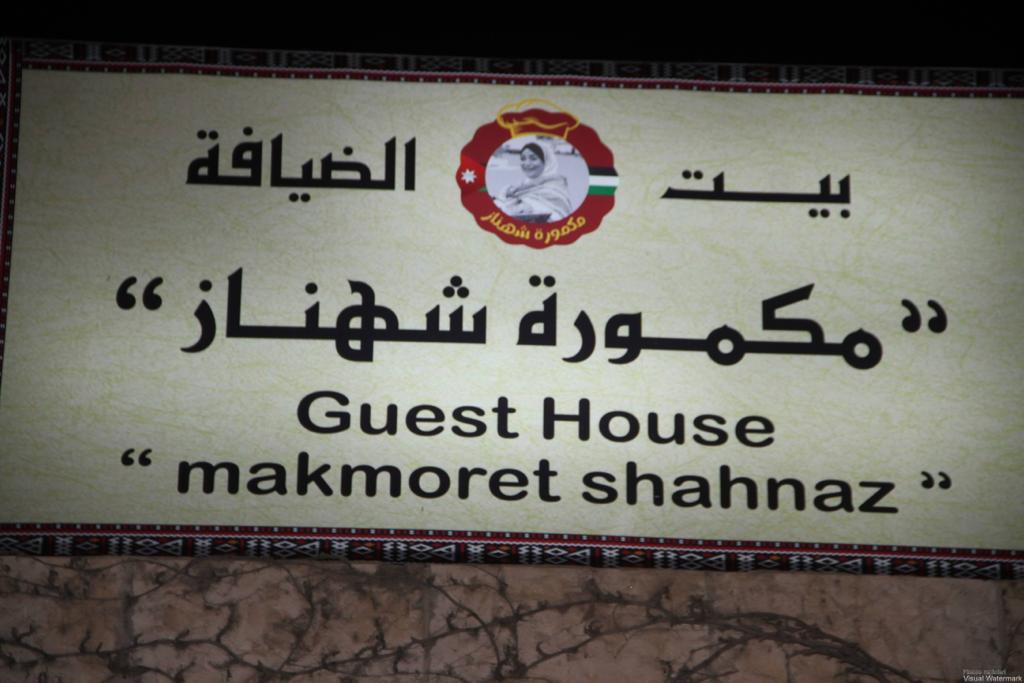 بيت الضيافة
مكمورة شهناز
"مكمورة شهناز"
Guest House
“ makmoret shahnaz ”
Visual Watermark